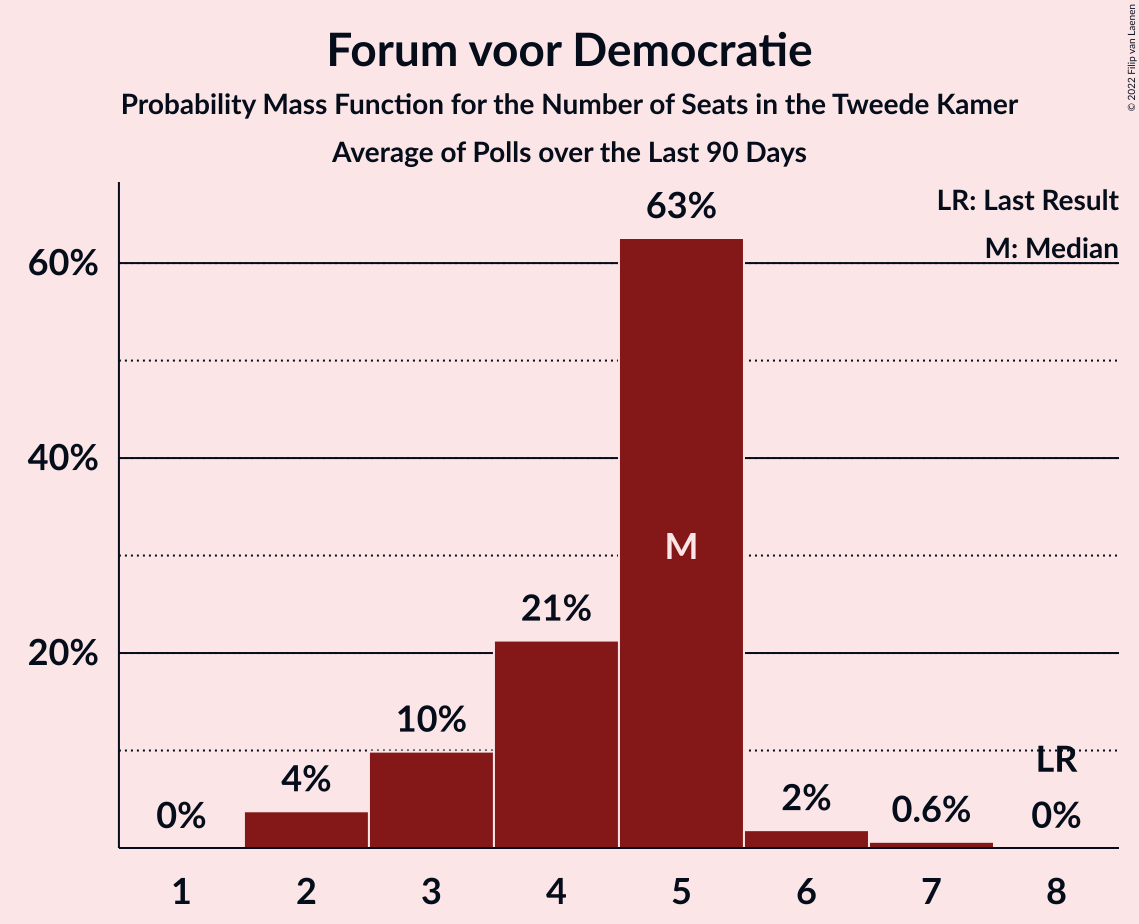 Forum voor Democratie
Probability Mass Function for the Number of Seats in the Tweede Kamer
Average of Polls over the Last 90 Days
© 2022 Filip van Laenen
LR: Last Result
M: Median
60%
40%
20%
0%
4%
10%
21%
63%
M
2%
0.6%
LR
0%
1 2 3 4 5 6 7 8